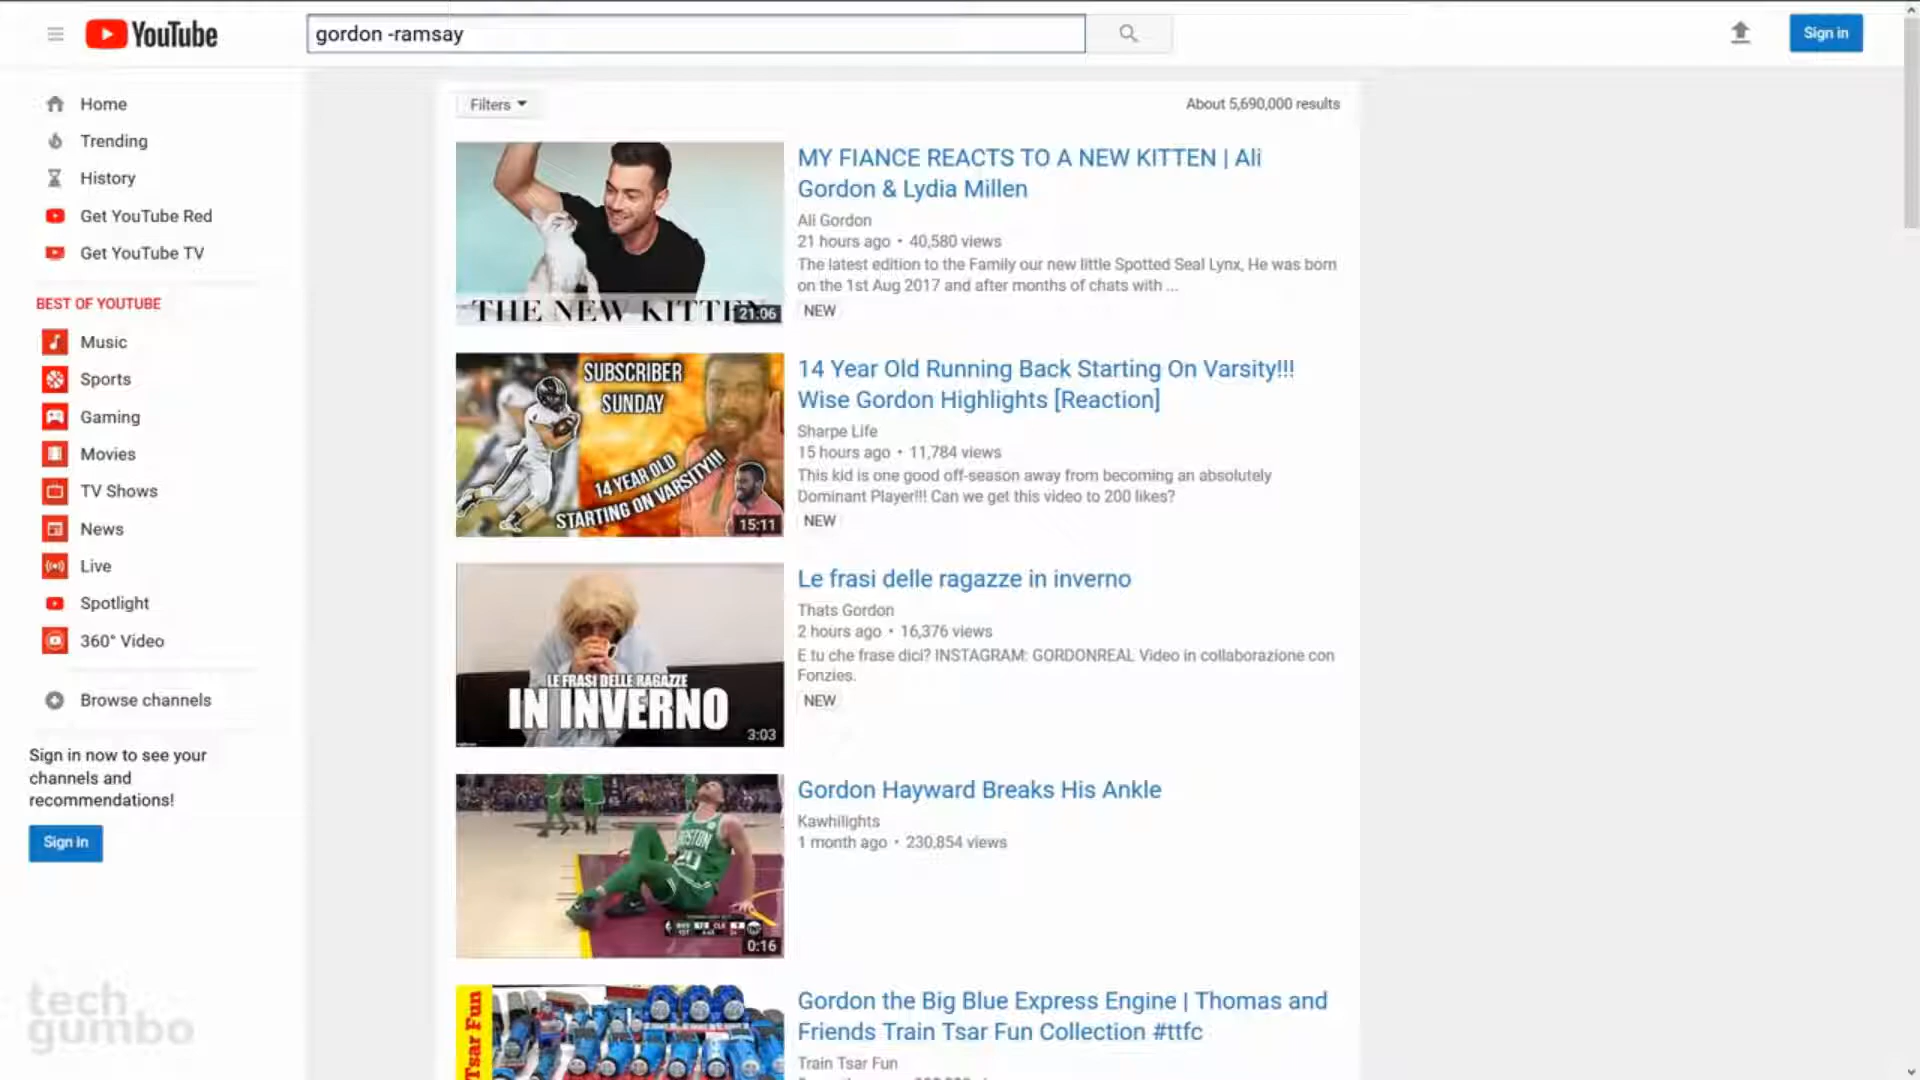 YouTube
gordon -ramsay
Sign in
Home
Trending
History
Get YouTube Red
Get YouTube TV
BEST OF YOUTUBE
Music
Sports
Gaming
Movies
TV Shows
News
Live
Spotlight
360° Video
Browse channels
Sign in now to see your
channels and
recommendations!
Sign In
tech
gumbo
Filters
About 5,690,000 results
THE NEW KITTEN
21:06
MY FIANCE REACTS TO A NEW KITTEN | Ali
Gordon & Lydia Millen
Ali Gordon
21 hours ago • 40,580 views
The latest edition to the Family our new little Spotted Seal Lynx, He was born
on the 1st Aug 2017 and after months of chats with ...
NEW
SUBSCRIBER
SUNDAY
14 YEAR OLD
STARTING ON VARSITY!!!
15:11
14 Year Old Running Back Starting On Varsity!!!
Wise Gordon Highlights [Reaction]
Sharpe Life
15 hours ago • 11,784 views
This kid is one good off-season away from becoming an absolutely
Dominant Player!!! Can we get this video to 200 likes?
NEW
LE FRASI DELLE RAGAZZE
IN INVERNO
3:03
Le frasi delle ragazze in inverno
Thats Gordon
2 hours ago • 16,376 views
E tu che frase dici? INSTAGRAM: GORDONREAL Video in collaborazione con
Fonzies.
NEW
BOSTON
20
0:16
Gordon Hayward Breaks His Ankle
Kawhilights
1 month ago • 230,854 views
Tsar Fun
Gordon the Big Blue Express Engine | Thomas and
Friends Train Tsar Fun Collection #ttfc
Train Tsar Fun